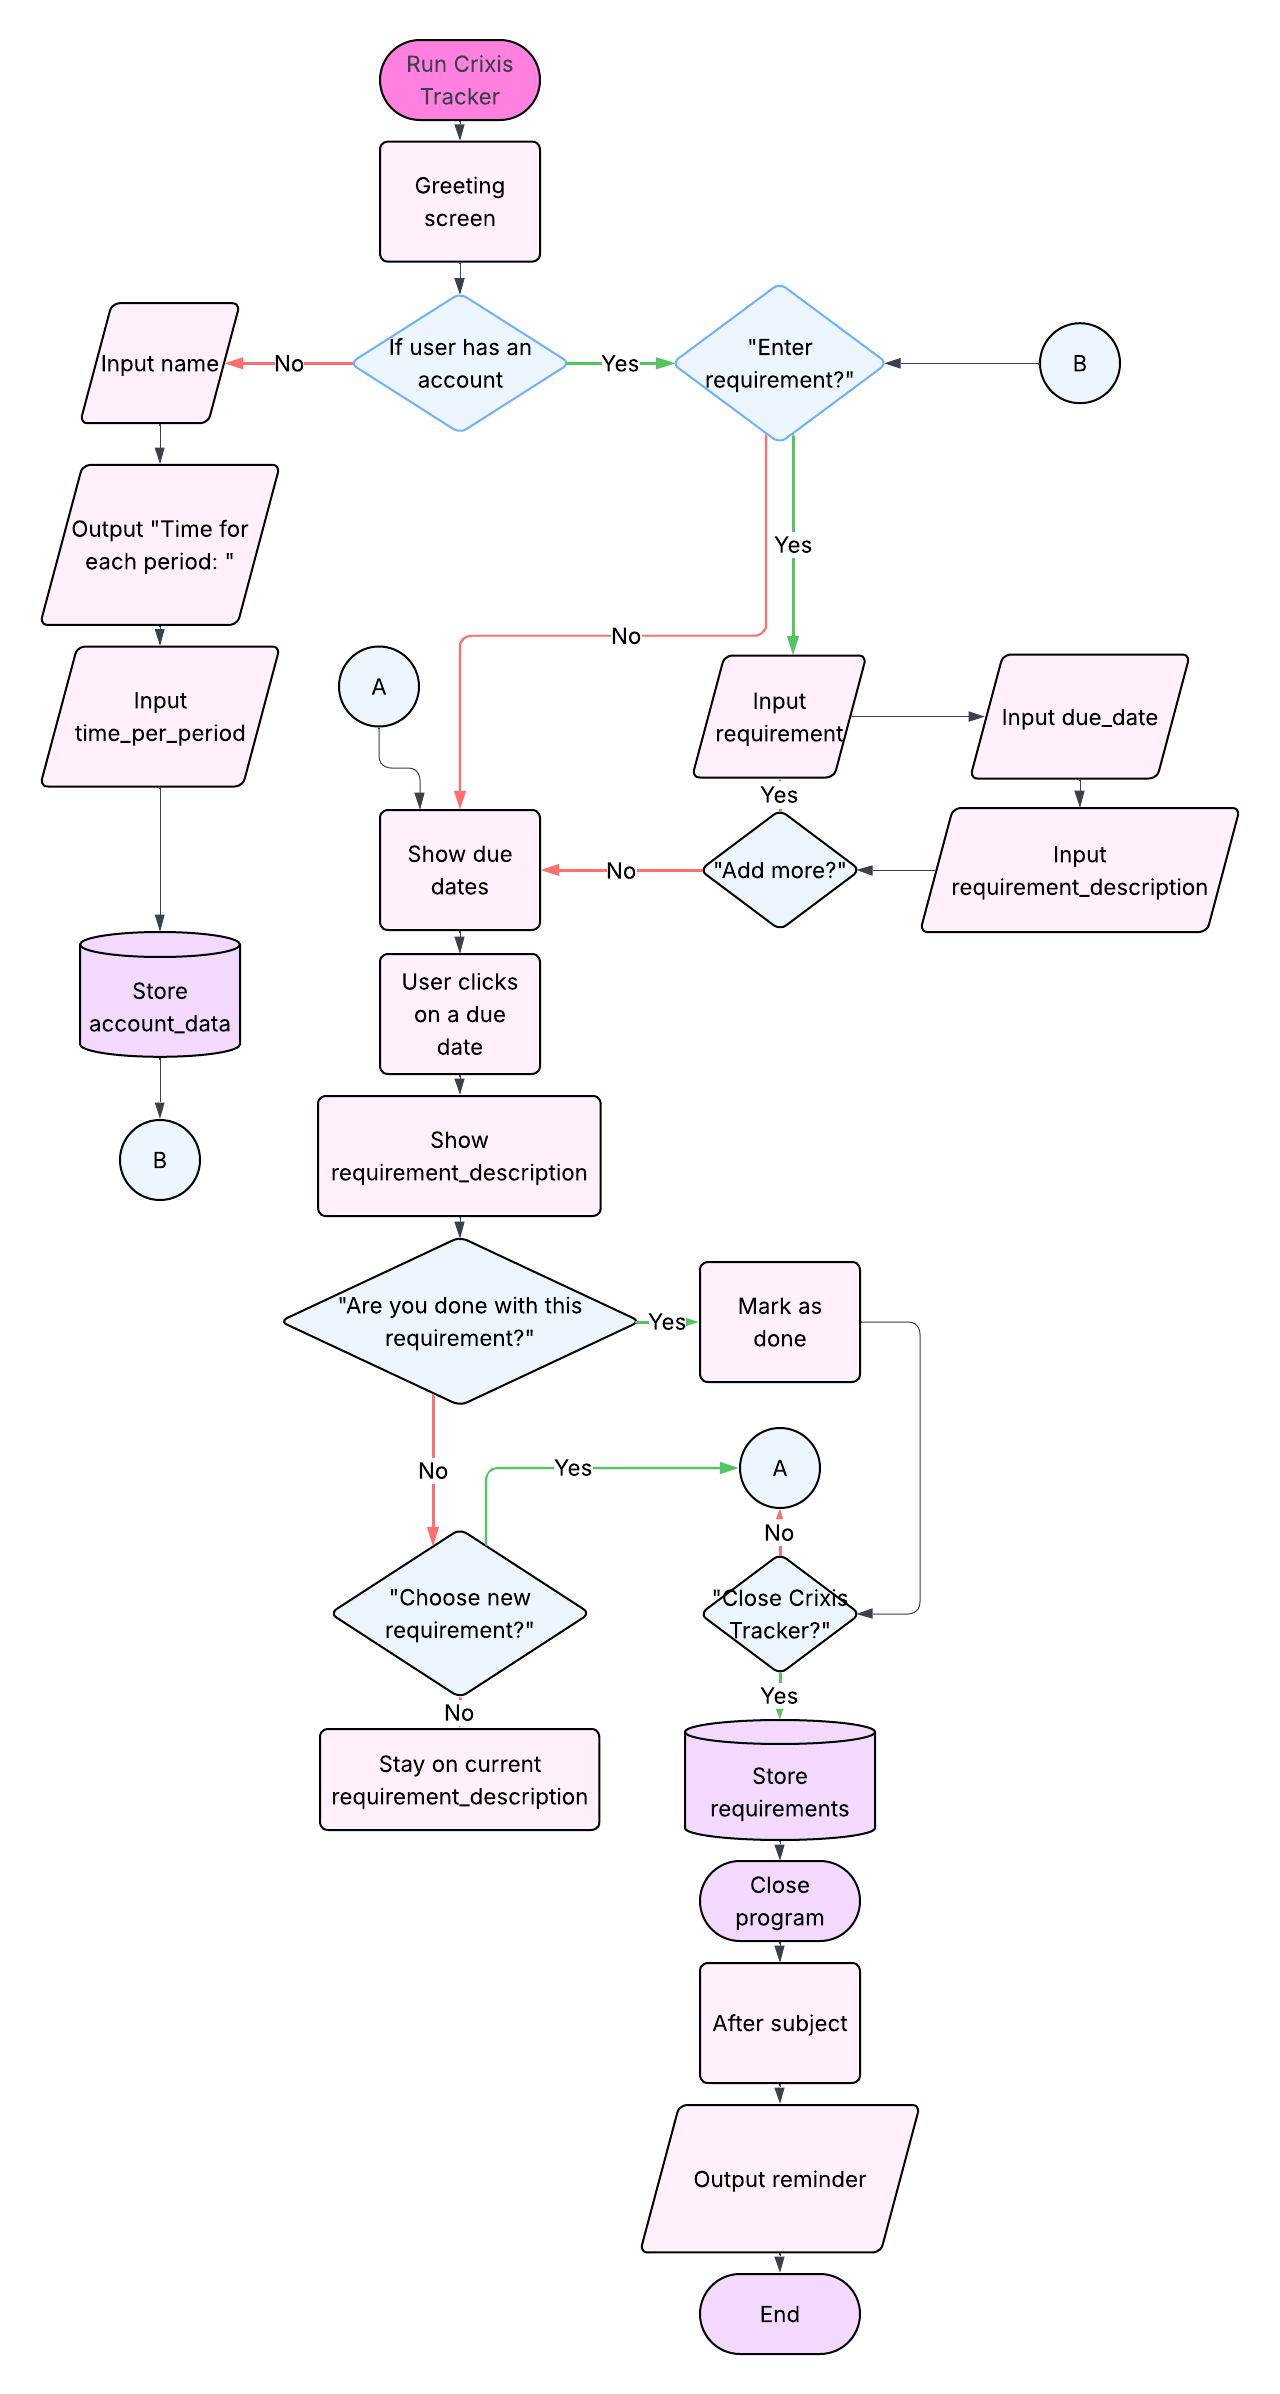 Run Crixis
Tracker
Greeting
screen
If user has an
account
No
Yes
Input name
"Enter
requirement?"
B
Output "Time for
each period: "
Yes
No
Input
time_per_period
A
Input
requirement
Input due_date
Yes
Show due
dates
No
"Add more?"
Input
requirement_description
Store
account_data
User clicks
on a due
date
B
Show
requirement_description
"Are you done with this
requirement?"
Yes
Mark as
done
No
Yes
A
No
"Choose new
requirement?"
"Close Crixis
Tracker?"
No
Yes
Stay on current
requirement_description
Store
requirements
Close
program
After subject
Output reminder
End